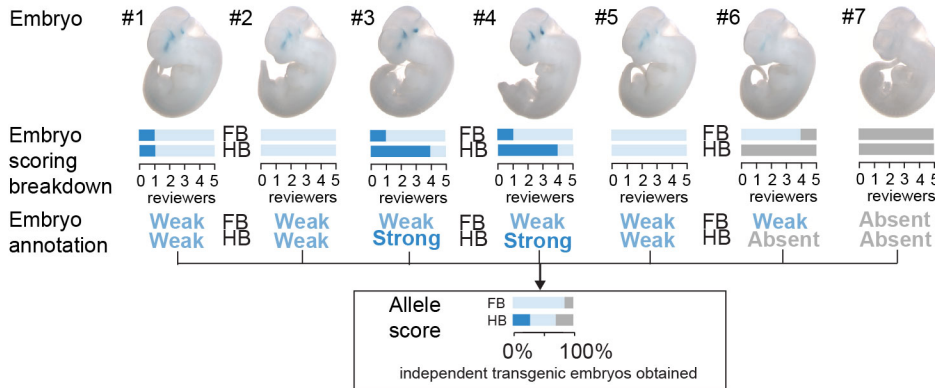 Embryo #1 #2 #3 #4 #5 #6 #7
Embryo FB FB FB
scoring HB HB HB
breakdown 0 1 2 3 4 5 0 1 2 3 4 5 0 1 2 3 4 5 0 1 2 3 4 5 0 1 2 3 4 5 0 1 2 3 4 5 0 1 2 3 4 5
reviewers reviewers reviewers reviewers reviewers reviewers reviewers
Embryo Weak FB Weak Weak FB Weak Weak FB Weak Absent
annotation Weak HB Weak Strong HB Strong Weak HB Absent Absent
Allele FB
score HB
0% 100%
independent transgenic embryos obtained